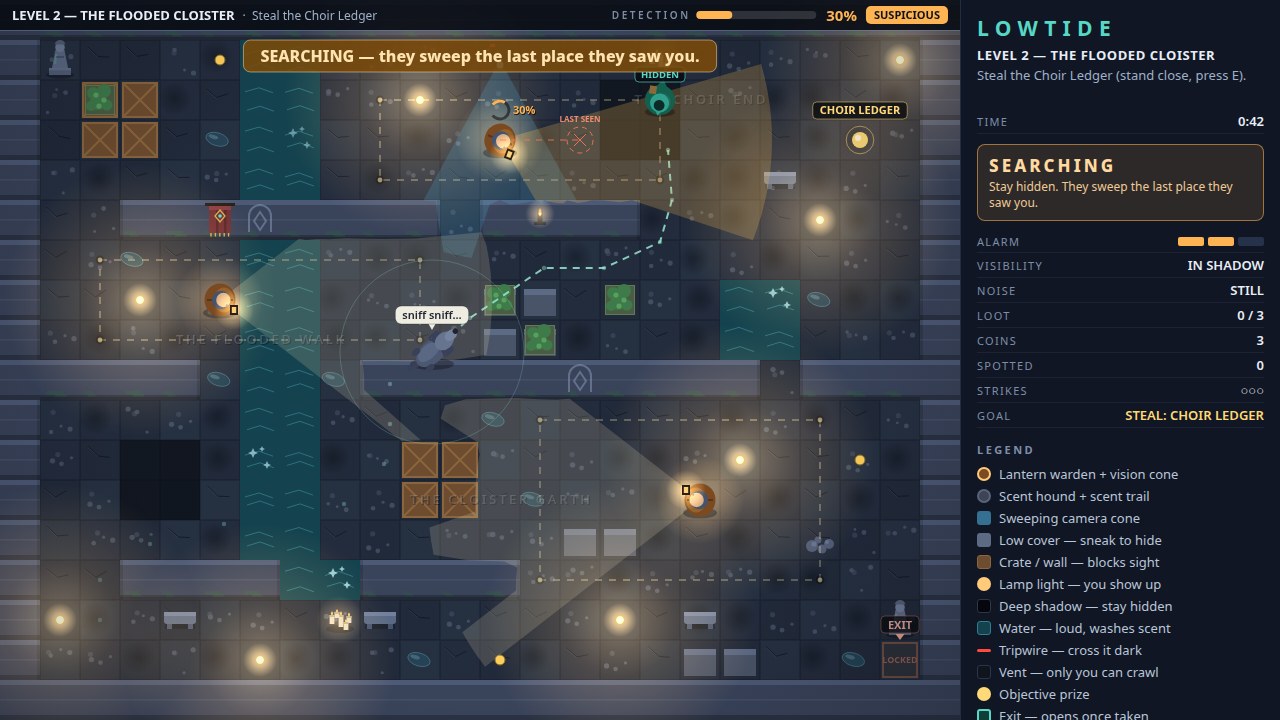 LEVEL 2 — THE FLOODED CLOISTER · Steal the Choir Ledger
DETECTION 30% SUSPICIOUS
SEARCHING — they sweep the last place they saw you.
HIDDEN
CHOIR END
30%
LAST SEEN
CHOIR LEDGER
sniff sniff...
THE FLOODED WALK
THE CLOISTER GARTH
EXIT
LOCKED
LOWTIDE
LEVEL 2 — THE FLOODED CLOISTER
Steal the Choir Ledger (stand close, press E).
TIME 0:42
SEARCHING
Stay hidden. They sweep the last place they
saw you.
ALARM
VISIBILITY IN SHADOW
NOISE STILL
LOOT 0 / 3
COINS 3
SPOTTED 0
STRIKES ○○○
GOAL STEAL: CHOIR LEDGER
LEGEND
Lantern warden + vision cone
Scent hound + scent trail
Sweeping camera cone
Low cover — sneak to hide
Crate / wall — blocks sight
Lamp light — you show up
Deep shadow — stay hidden
Water — loud, washes scent
Tripwire — cross it dark
Vent — only you can crawl
Objective prize
Exit — opens once taken